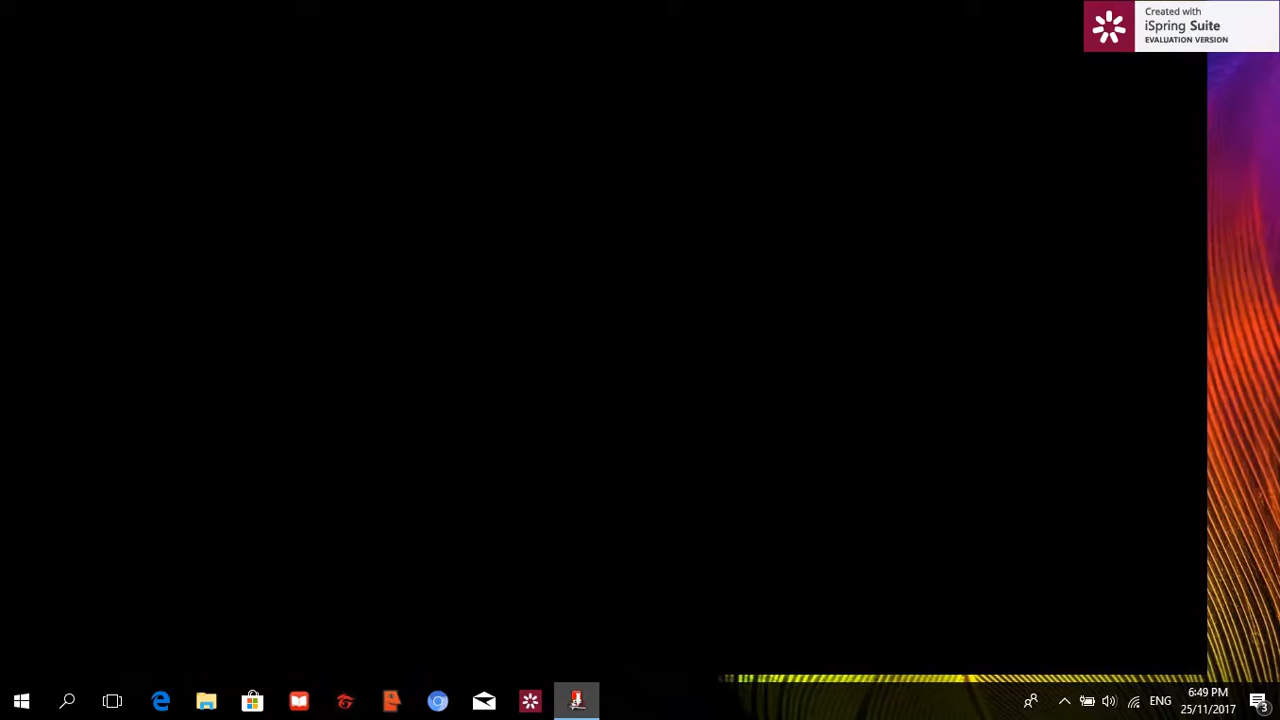 Created with
iSpring Suite
EVALUATION VERSION
ENG
6:49 PM
25/11/2017
3